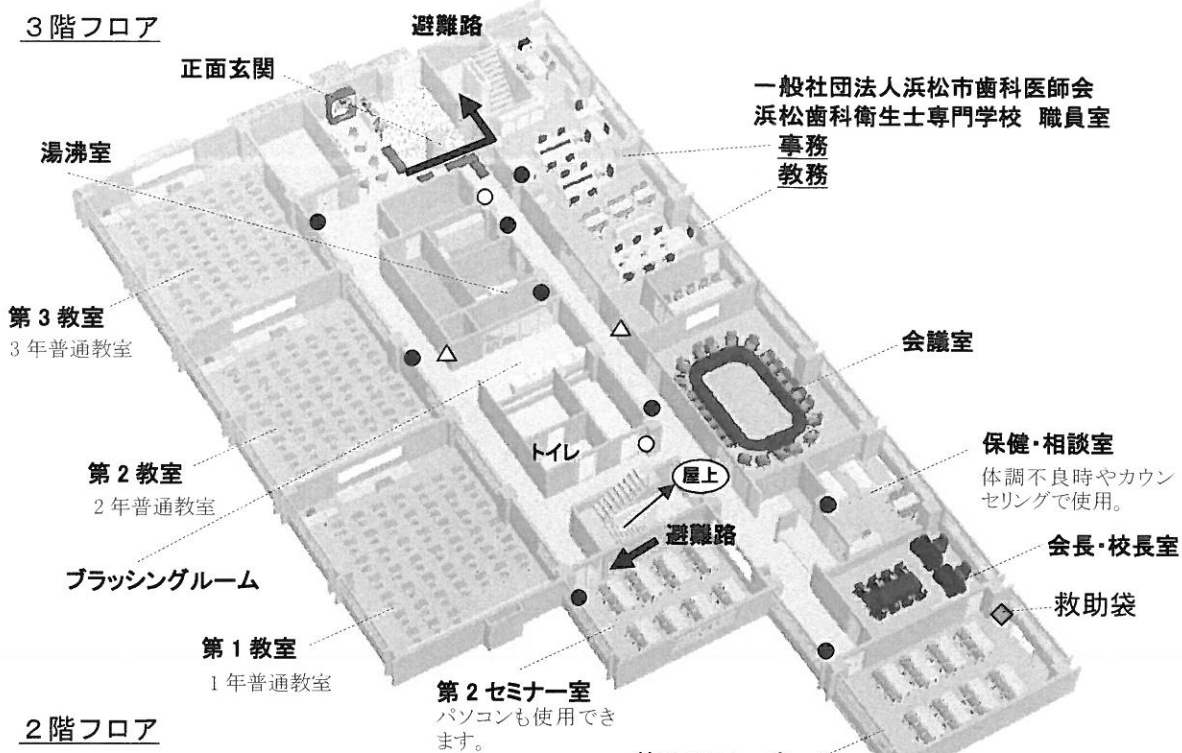 3階フロア
避難路
正面玄関
一般社団法人浜松市歯科医師会
浜松歯科衛生士専門学校 職員室
事務
教務
湯沸室
第3教室
3年普通教室
会議室
第2教室
2年普通教室
トイレ
屋上
保健・相談室
体調不良時やカウン
セリングで使用。
避難路
会長・校長室
ブラッシングルーム
救助袋
第1教室
1年普通教室
第2セミナー室
パソコンも使用でき
ます。
2階フロア